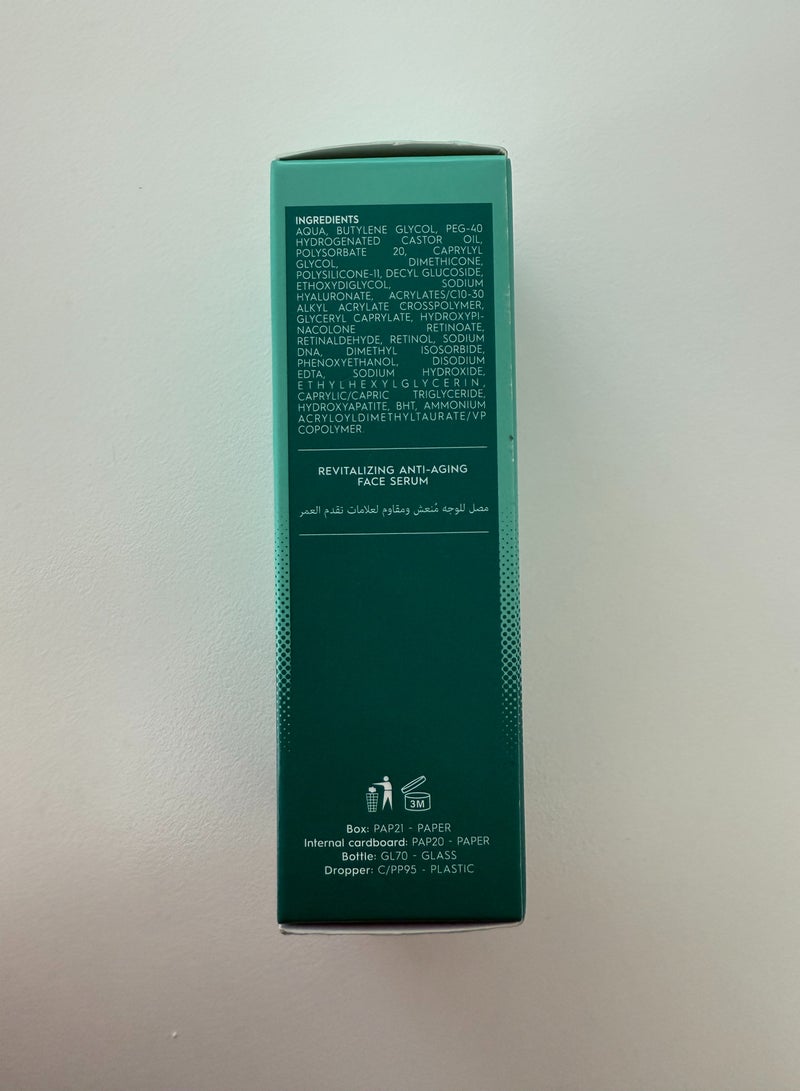 INGREDIENTS
AQUA, BUTYLENE GLYCOL, PEG-40
HYDROGENATED CASTOR OIL,
POLYSORBATE 20, CAPRYLYL
GLYCOL, DIMETHICONE,
POLYSILICONE-11, DECYL GLUCOSIDE,
ETHOXYDIGLYCOL, SODIUM
HYALURONATE, ACRYLATES/C10-30
ALKYL ACRYLATE CROSSPOLYMER,
GLYCERYL CAPRYLATE, HYDROXYPI-
NACOLONE RETINOATE,
RETINALDEHYDE, RETINOL, SODIUM
DNA, DIMETHYL ISOSORBIDE,
PHENOXYETHANOL, DISODIUM
EDTA, SODIUM HYDROXIDE,
ETHYLHEXYLGLYCERIN,
CAPRYLIC/CAPRIC TRIGLYCERIDE,
HYDROXYAPATITE, BHT, AMMONIUM
ACRYLOYLDIMETHYLTAURATE/VP
COPOLYMER.
REVITALIZING ANTI-AGING
FACE SERUM
مصل للوجه مُنعش ومقاوم لعلامات تقدم العمر
3M
Box: PAP21 - PAPER
Internal cardboard: PAP20 - PAPER
Bottle: GL70 - GLASS
Dropper: C/PP95 - PLASTIC